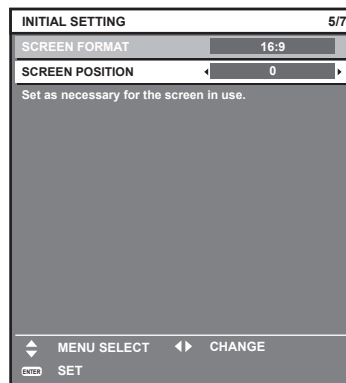 INITIAL SETTING 5/7
SCREEN FORMAT 16:9
SCREEN POSITION 0
Set as necessary for the screen in use.
MENU SELECT CHANGE
ENTER SET